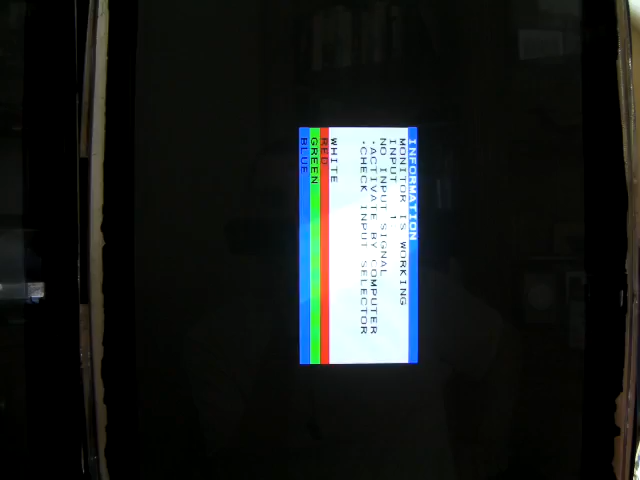 INFORMATION
MONITOR IS WORKING
INPUT 1
NO INPUT SIGNAL
·ACTIVATE BY COMPUTER
·CHECK INPUT SELECTOR
WHITE
RED
GREEN
BLUE